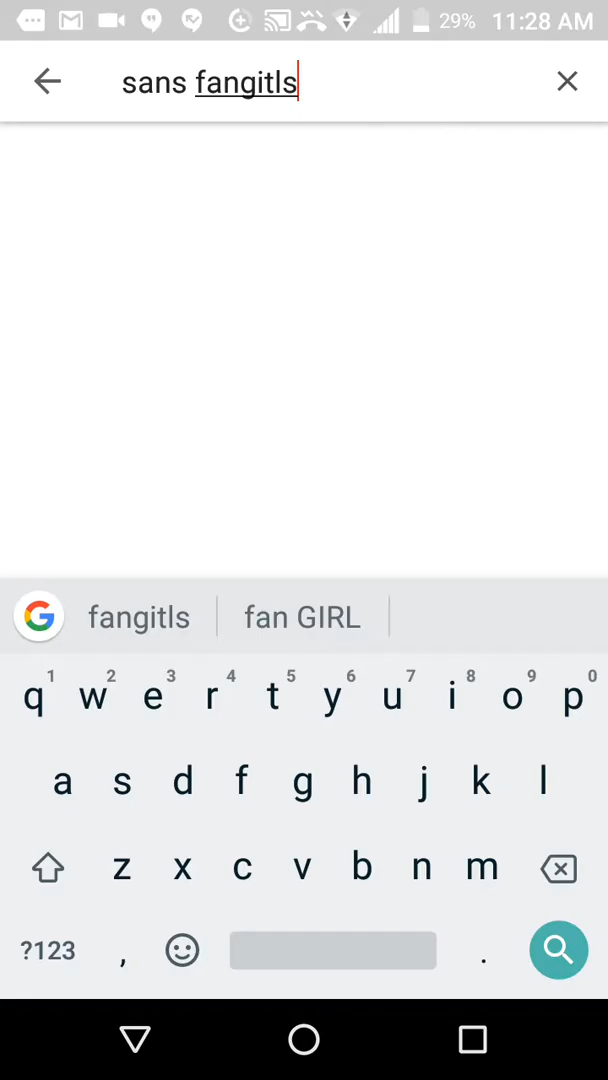 29% 11:28 AM
sans fangitls
fangitls fan GIRL
1 2 3 4 5 6 7 8 9 0
q w e r t y u i o p
a s d f g h j k l
z x c v b n m
?123 , .